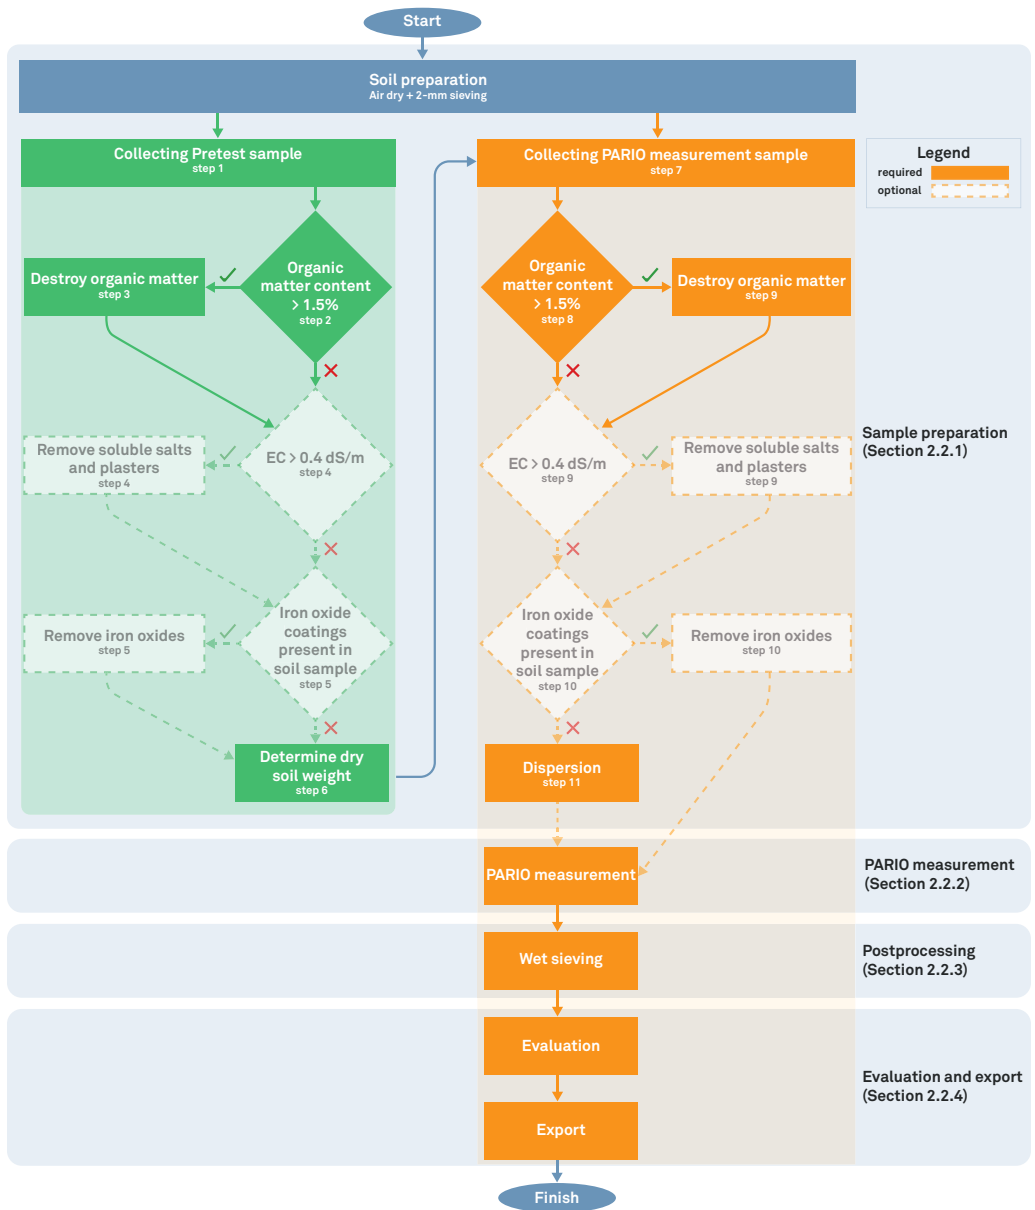 Start
Soil preparation
Air dry + 2-mm sieving
Collecting Pretest sample
step 1
Collecting PARIO measurement sample
step 7
Legend
required
optional
Destroy organic matter
step 3
Organic
matter content
> 1.5%
step 2
Organic
matter content
> 1.5%
step 8
Destroy organic matter
step 9
Remove soluble salts
and plasters
step 4
EC > 0.4 dS/m
step 4
EC > 0.4 dS/m
step 9
Remove soluble salts
and plasters
step 9
Sample preparation
(Section 2.2.1)
Remove iron oxides
step 5
Iron oxide
coatings
present in
soil sample
step 5
Iron oxide
coatings
present in
soil sample
step 10
Remove iron oxides
step 10
Determine dry
soil weight
step 6
Dispersion
step 11
PARIO measurement
PARIO measurement
(Section 2.2.2)
Wet sieving
Postprocessing
(Section 2.2.3)
Evaluation
Evaluation and export
(Section 2.2.4)
Export
Finish